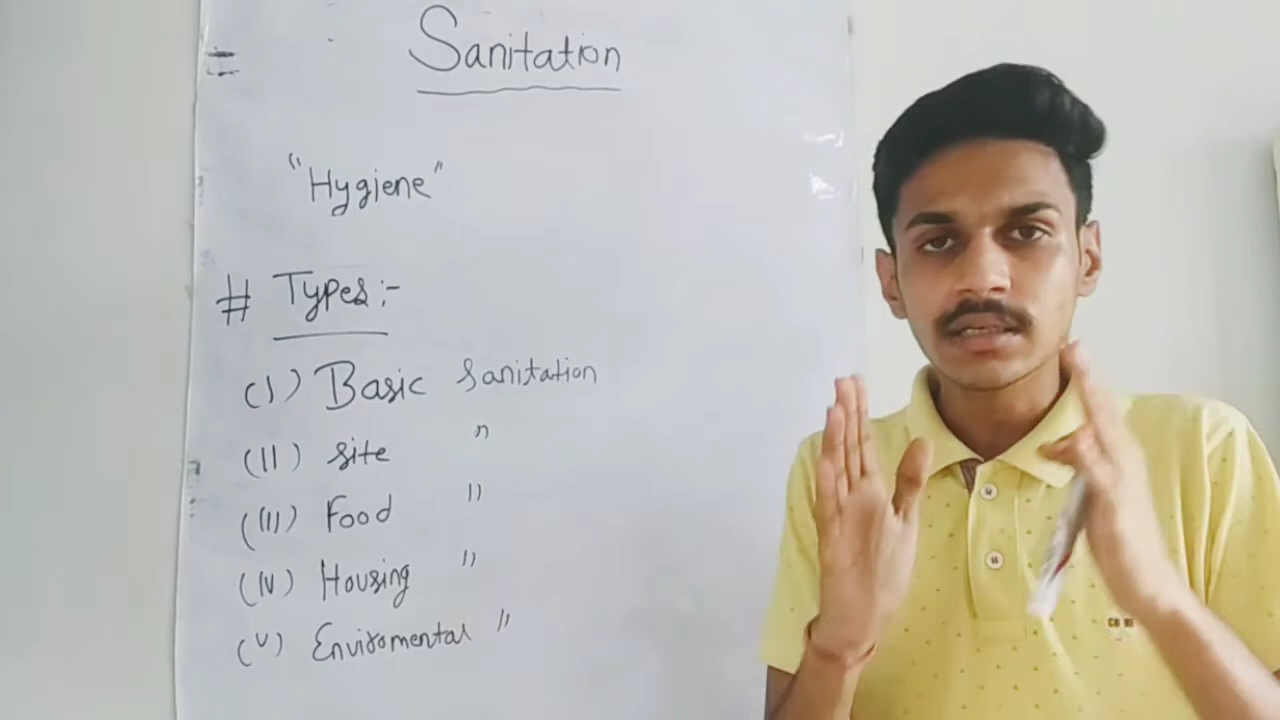 Sanitation
"Hygiene"
# Types:-
(I) Basic Sanitation
(II) Site "
(III) Food "
(IV) Housing "
(V) Enviromental "